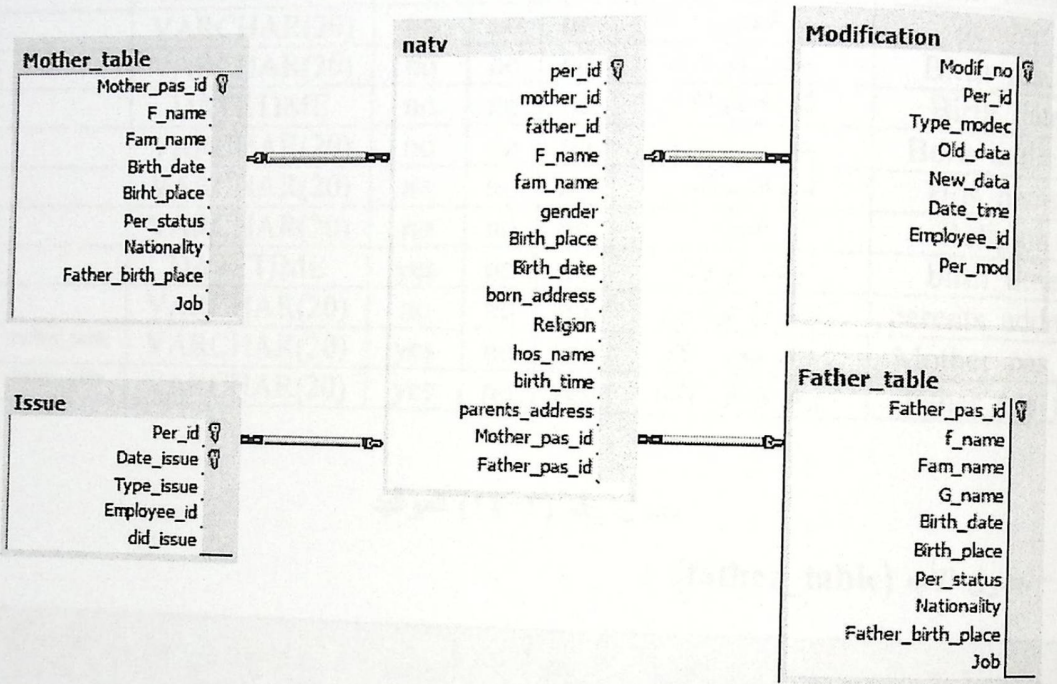 Mother_table
Mother_pas_id
F_name
Fam_name
Birth_date
Birht_place
Per_status
Nationality
Father_birth_place
Job
Issue
Per_id
Date_issue
Type_issue
Employee_id
did_issue
natv
per_id
mother_id
father_id
F_name
fam_name
gender
Birth_place
Birth_date
born_address
Religion
hos_name
birth_time
parents_address
Mother_pas_id
Father_pas_id
Modification
Modif_no
Per_id
Type_modec
Old_data
New_data
Date_time
Employee_id
Per_mod
Father_table
Father_pas_id
f_name
Fam_name
G_name
Birth_date
Birth_place
Per_status
Nationality
Father_birth_place
Job